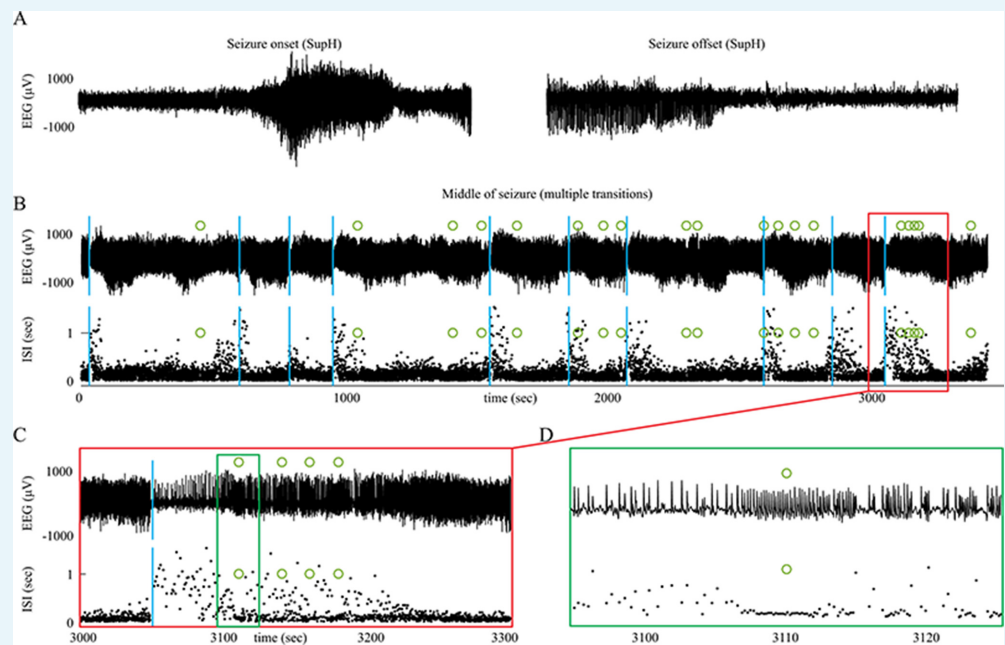 A
Seizure onset (SupH)
Seizure offset (SupH)
EEG (µV)
1000
-1000
Middle of seizure (multiple transitions)
B
EEG (µV)
1000
-1000
ISI (sec)
1
0
0
1000
time (sec)
2000
3000
C
D
EEG (µV)
1000
-1000
ISI (sec)
1
0
3000
3100
time (sec)
3200
3300
3100
3110
3120